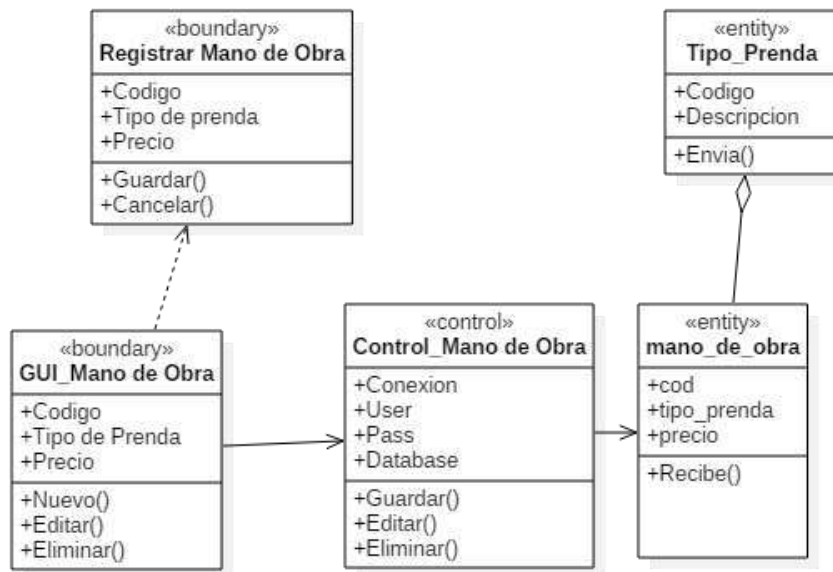 «boundary»
Registrar Mano de Obra
+Codigo
+Tipo de prenda
+Precio
+Guardar()
+Cancelar()
«entity»
Tipo_Prenda
+Codigo
+Descripcion
+Envia()
«boundary»
GUI_Mano de Obra
+Codigo
+Tipo de Prenda
+Precio
+Nuevo()
+Editar()
+Eliminar()
«control»
Control_Mano de Obra
+Conexion
+User
+Pass
+Database
+Guardar()
+Editar()
+Eliminar()
«entity»
mano_de_obra
+cod
+tipo_prenda
+precio
+Recibe()